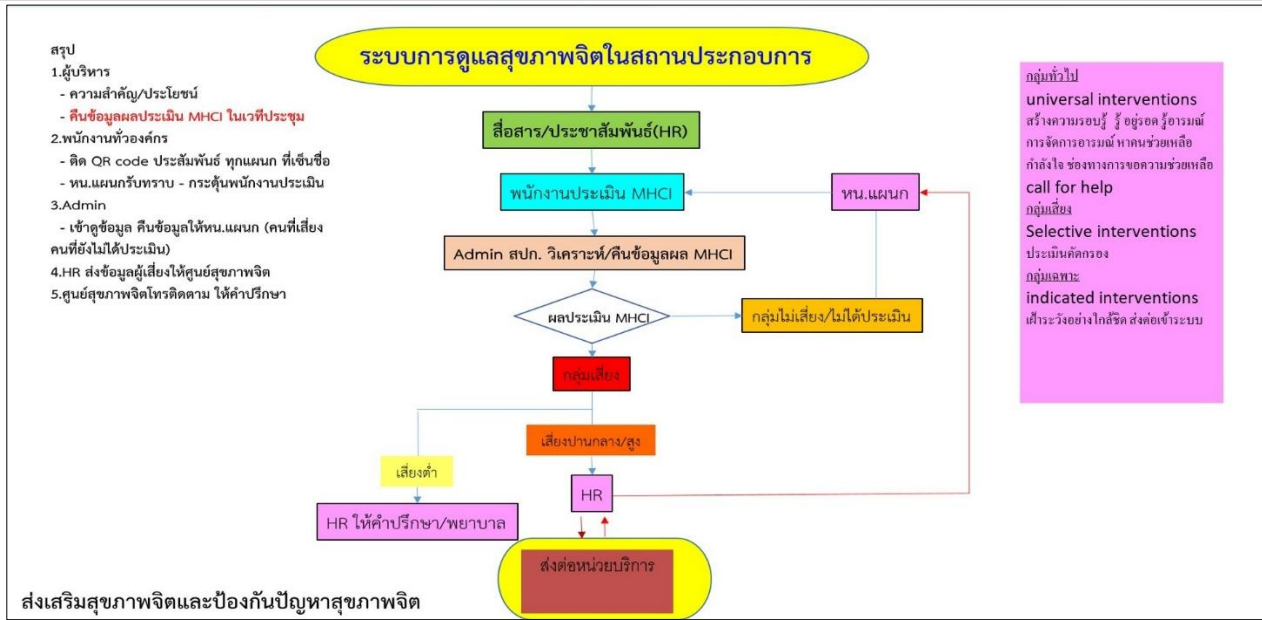 ระบบการดูแลสุขภาพจิตในสถานประกอบการ
สรุป
1.ผู้บริหาร
- ความสำคัญ/ประโยชน์
- คืนข้อมูลผลประเมิน MHCI ในเวทีประชุม
2.พนักงานทั่วองค์กร
- ติด QR code ประสัมพันธ์ ทุกแผนก ที่เซ็นชื่อ
- หน.แผนกรับทราบ - กระตุ้นพนักงานประเมิน
3.Admin
- เข้าดูข้อมูล คืนข้อมูลให้หน.แผนก (คนที่เสี่ยง
คนที่ยังไม่ได้ประเมิน)
4.HR ส่งข้อมูลผู้เสี่ยงให้ศูนย์สุขภาพจิต
5.ศูนย์สุขภาพจิตโทรติดตาม ให้คำปรึกษา
สื่อสาร/ประชาสัมพันธ์(HR)
พนักงานประเมิน MHCI
หน.แผนก
Admin สปก. วิเคราะห์/คืนข้อมูลผล MHCI
ผลประเมิน MHCI
กลุ่มไม่เสี่ยง/ไม่ได้ประเมิน
กลุ่มเสี่ยง
เสี่ยงปานกลาง/สูง
เสี่ยงต่ำ
HR
HR ให้คำปรึกษา/พยาบาล
ส่งต่อหน่วยบริการ
กลุ่มทั่วไป
universal interventions
สร้างความรอบรู้ รู้ อยู่รอด รู้อารมณ์
การจัดการอารมณ์ หาคนช่วยเหลือ
กำลังใจ ช่องทางการขอความช่วยเหลือ
call for help
กลุ่มเสี่ยง
Selective interventions
ประเมินคัดกรอง
กลุ่มเฉพาะ
indicated interventions
เฝ้าระวังอย่างใกล้ชิด ส่งต่อเข้าระบบ
ส่งเสริมสุขภาพจิตและป้องกันปัญหาสุขภาพจิต